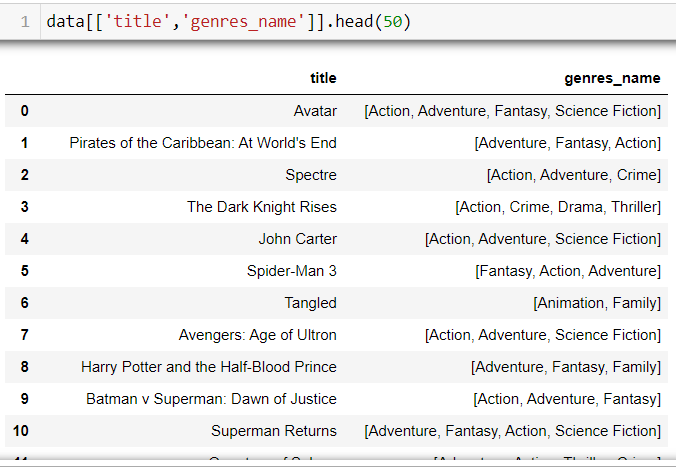 1 data[['title','genres_name']].head(50)
title genres_name
0 Avatar [Action, Adventure, Fantasy, Science Fiction]
1 Pirates of the Caribbean: At World's End [Adventure, Fantasy, Action]
2 Spectre [Action, Adventure, Crime]
3 The Dark Knight Rises [Action, Crime, Drama, Thriller]
4 John Carter [Action, Adventure, Science Fiction]
5 Spider-Man 3 [Fantasy, Action, Adventure]
6 Tangled [Animation, Family]
7 Avengers: Age of Ultron [Action, Adventure, Science Fiction]
8 Harry Potter and the Half-Blood Prince [Adventure, Fantasy, Family]
9 Batman v Superman: Dawn of Justice [Action, Adventure, Fantasy]
10 Superman Returns [Adventure, Fantasy, Action, Science Fiction]